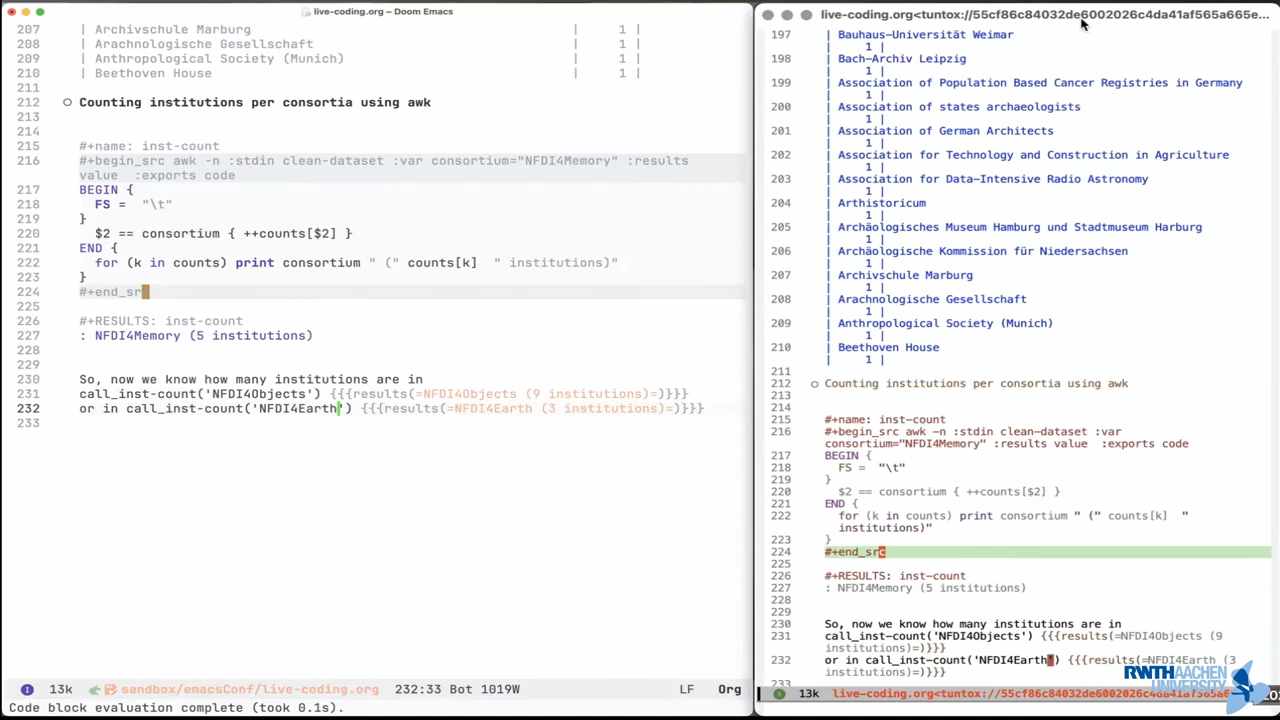 live-coding.org – Doom Emacs
207 | Archivschule Marburg | 1 |
208 | Arachnologische Gesellschaft | 1 |
209 | Anthropological Society (Munich) | 1 |
210 | Beethoven House | 1 |
211
212 Counting institutions per consortia using awk
213
214
215 #+name: inst-count
216 #+begin_src awk -n :stdin clean-dataset :var consortium="NFDI4Memory" :results
value :exports code
217 BEGIN {
218 FS = "\t"
219 }
220 $2 == consortium { ++counts[$2] }
221 END {
222 for (k in counts) print consortium " (" counts[k] " institutions)"
223 }
224 #+end_sr
225
226 #+RESULTS: inst-count
227 : NFDI4Memory (5 institutions)
228
229
230 So, now we know how many institutions are in
231 call_inst-count('NFDI4Objects') {{{results(=NFDI4Objects (9 institutions)=)}}}
232 or in call_inst-count('NFDI4Earth') {{{results(=NFDI4Earth (3 institutions)=)}}}
233
13k sandbox/emacsConf/live-coding.org 232:33 Bot 1019W LF Org
Code block evaluation complete (took 0.1s).
live-coding.org<tuntox://55cf86c84032de6002026c4da41af565a665e...
197 | Bauhaus-Universität Weimar
| 1 |
198 | Bach-Archiv Leipzig
| 1 |
199 | Association of Population Based Cancer Registries in Germany
| 1 |
200 | Association of states archaeologists
| 1 |
201 | Association of German Architects
| 1 |
202 | Association for Technology and Construction in Agriculture
| 1 |
203 | Association for Data-Intensive Radio Astronomy
| 1 |
204 | Arthistoricum
| 1 |
205 | Archäologisches Museum Hamburg und Stadtmuseum Harburg
| 1 |
206 | Archäologische Kommission für Niedersachsen
| 1 |
207 | Archivschule Marburg
| 1 |
208 | Arachnologische Gesellschaft
| 1 |
209 | Anthropological Society (Munich)
| 1 |
210 | Beethoven House
| 1 |
211
212 Counting institutions per consortia using awk
213
214
215 #+name: inst-count
216 #+begin_src awk -n :stdin clean-dataset :var
consortium="NFDI4Memory" :results value :exports code
217 BEGIN {
218 FS = "\t"
219 }
220 $2 == consortium { ++counts[$2] }
221 END {
222 for (k in counts) print consortium " (" counts[k] "
institutions)"
223 }
224 #+end_src
225
226 #+RESULTS: inst-count
227 : NFDI4Memory (5 institutions)
228
229
230 So, now we know how many institutions are in
231 call_inst-count('NFDI4Objects') {{{results(=NFDI4Objects (9
institutions)=)}}}
232 or in call_inst-count('NFDI4Earth') {{{results(=NFDI4Earth (3
institutions)=)}}}
233
13k live-coding.org<tuntox://55cf86c84032de6002026c4da41af565a6
RWTHAACHEN
UNIVERSITY